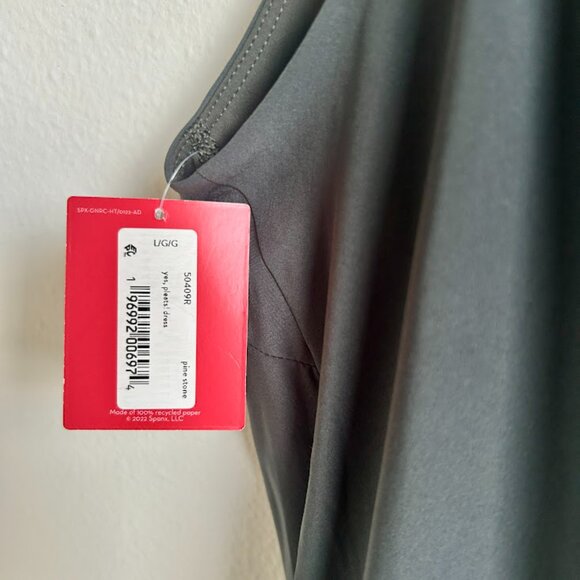 SPX-GNRC-HT/0123-AD
L/G/G
50409R
yes, pleats! dress
pine stone
1 96992 00697 4
Made of 100% recycled paper
© 2022 Spanx, LLC